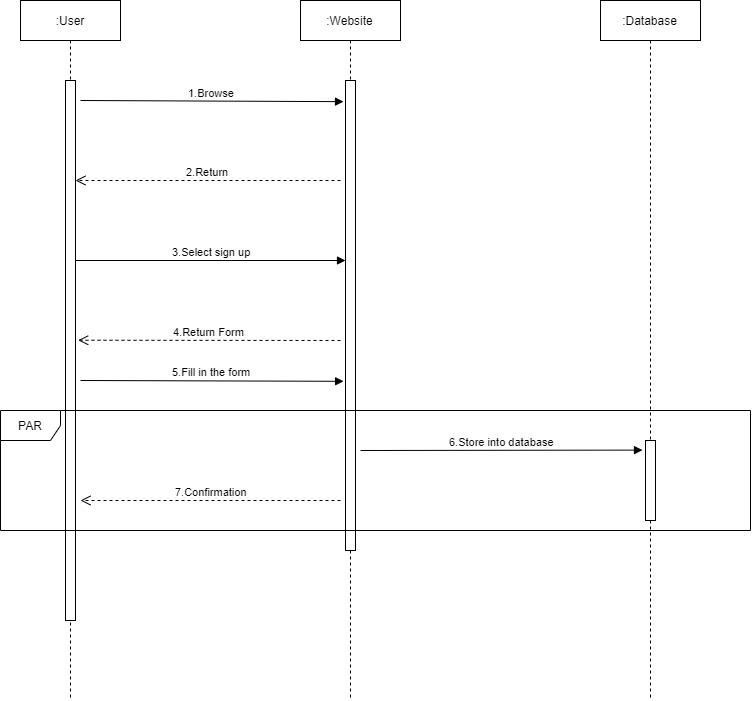 :User
:Website
:Database
1.Browse
2.Return
3.Select sign up
4.Return Form
5.Fill in the form
PAR
6.Store into database
7.Confirmation